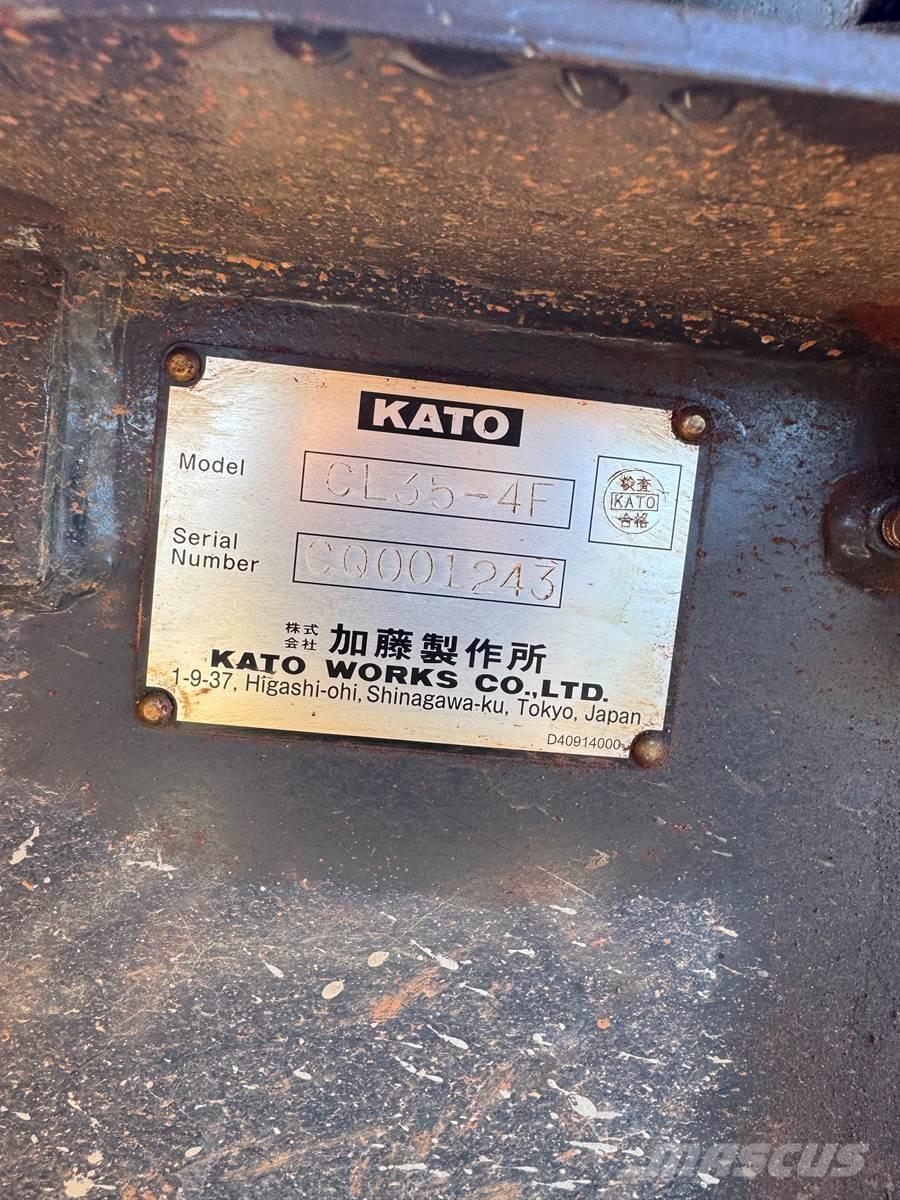 KATO
Model CL35-4F
検査
KATO
合格
Serial
Number CQ001243
株式
会社 加藤製作所
KATO WORKS CO.,LTD.
1-9-37, Higashi-ohi, Shinagawa-ku, Tokyo, Japan
D40914000
mascus